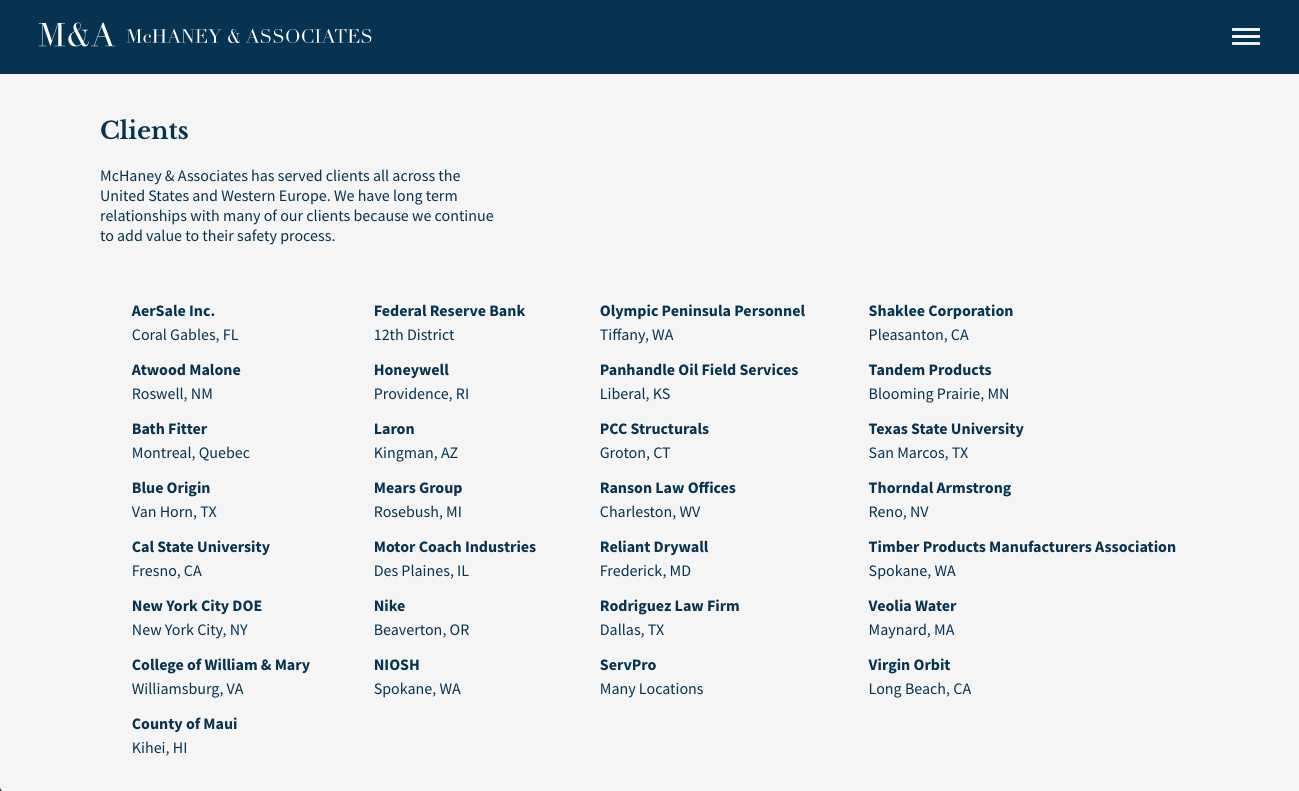 M&A McHANEY & ASSOCIATES
Clients
McHaney & Associates has served clients all across the
United States and Western Europe. We have long term
relationships with many of our clients because we continue
to add value to their safety process.
AerSale Inc.
Coral Gables, FL
Atwood Malone
Roswell, NM
Bath Fitter
Montreal, Quebec
Blue Origin
Van Horn, TX
Cal State University
Fresno, CA
New York City DOE
New York City, NY
College of William & Mary
Williamsburg, VA
County of Maui
Kihei, HI
Federal Reserve Bank
12th District
Honeywell
Providence, RI
Laron
Kingman, AZ
Mears Group
Rosebush, MI
Motor Coach Industries
Des Plaines, IL
Nike
Beaverton, OR
NIOSH
Spokane, WA
Olympic Peninsula Personnel
Tiffany, WA
Panhandle Oil Field Services
Liberal, KS
PCC Structurals
Groton, CT
Ranson Law Offices
Charleston, WV
Reliant Drywall
Frederick, MD
Rodriguez Law Firm
Dallas, TX
ServPro
Many Locations
Shaklee Corporation
Pleasanton, CA
Tandem Products
Blooming Prairie, MN
Texas State University
San Marcos, TX
Thorndal Armstrong
Reno, NV
Timber Products Manufacturers Association
Spokane, WA
Veolia Water
Maynard, MA
Virgin Orbit
Long Beach, CA